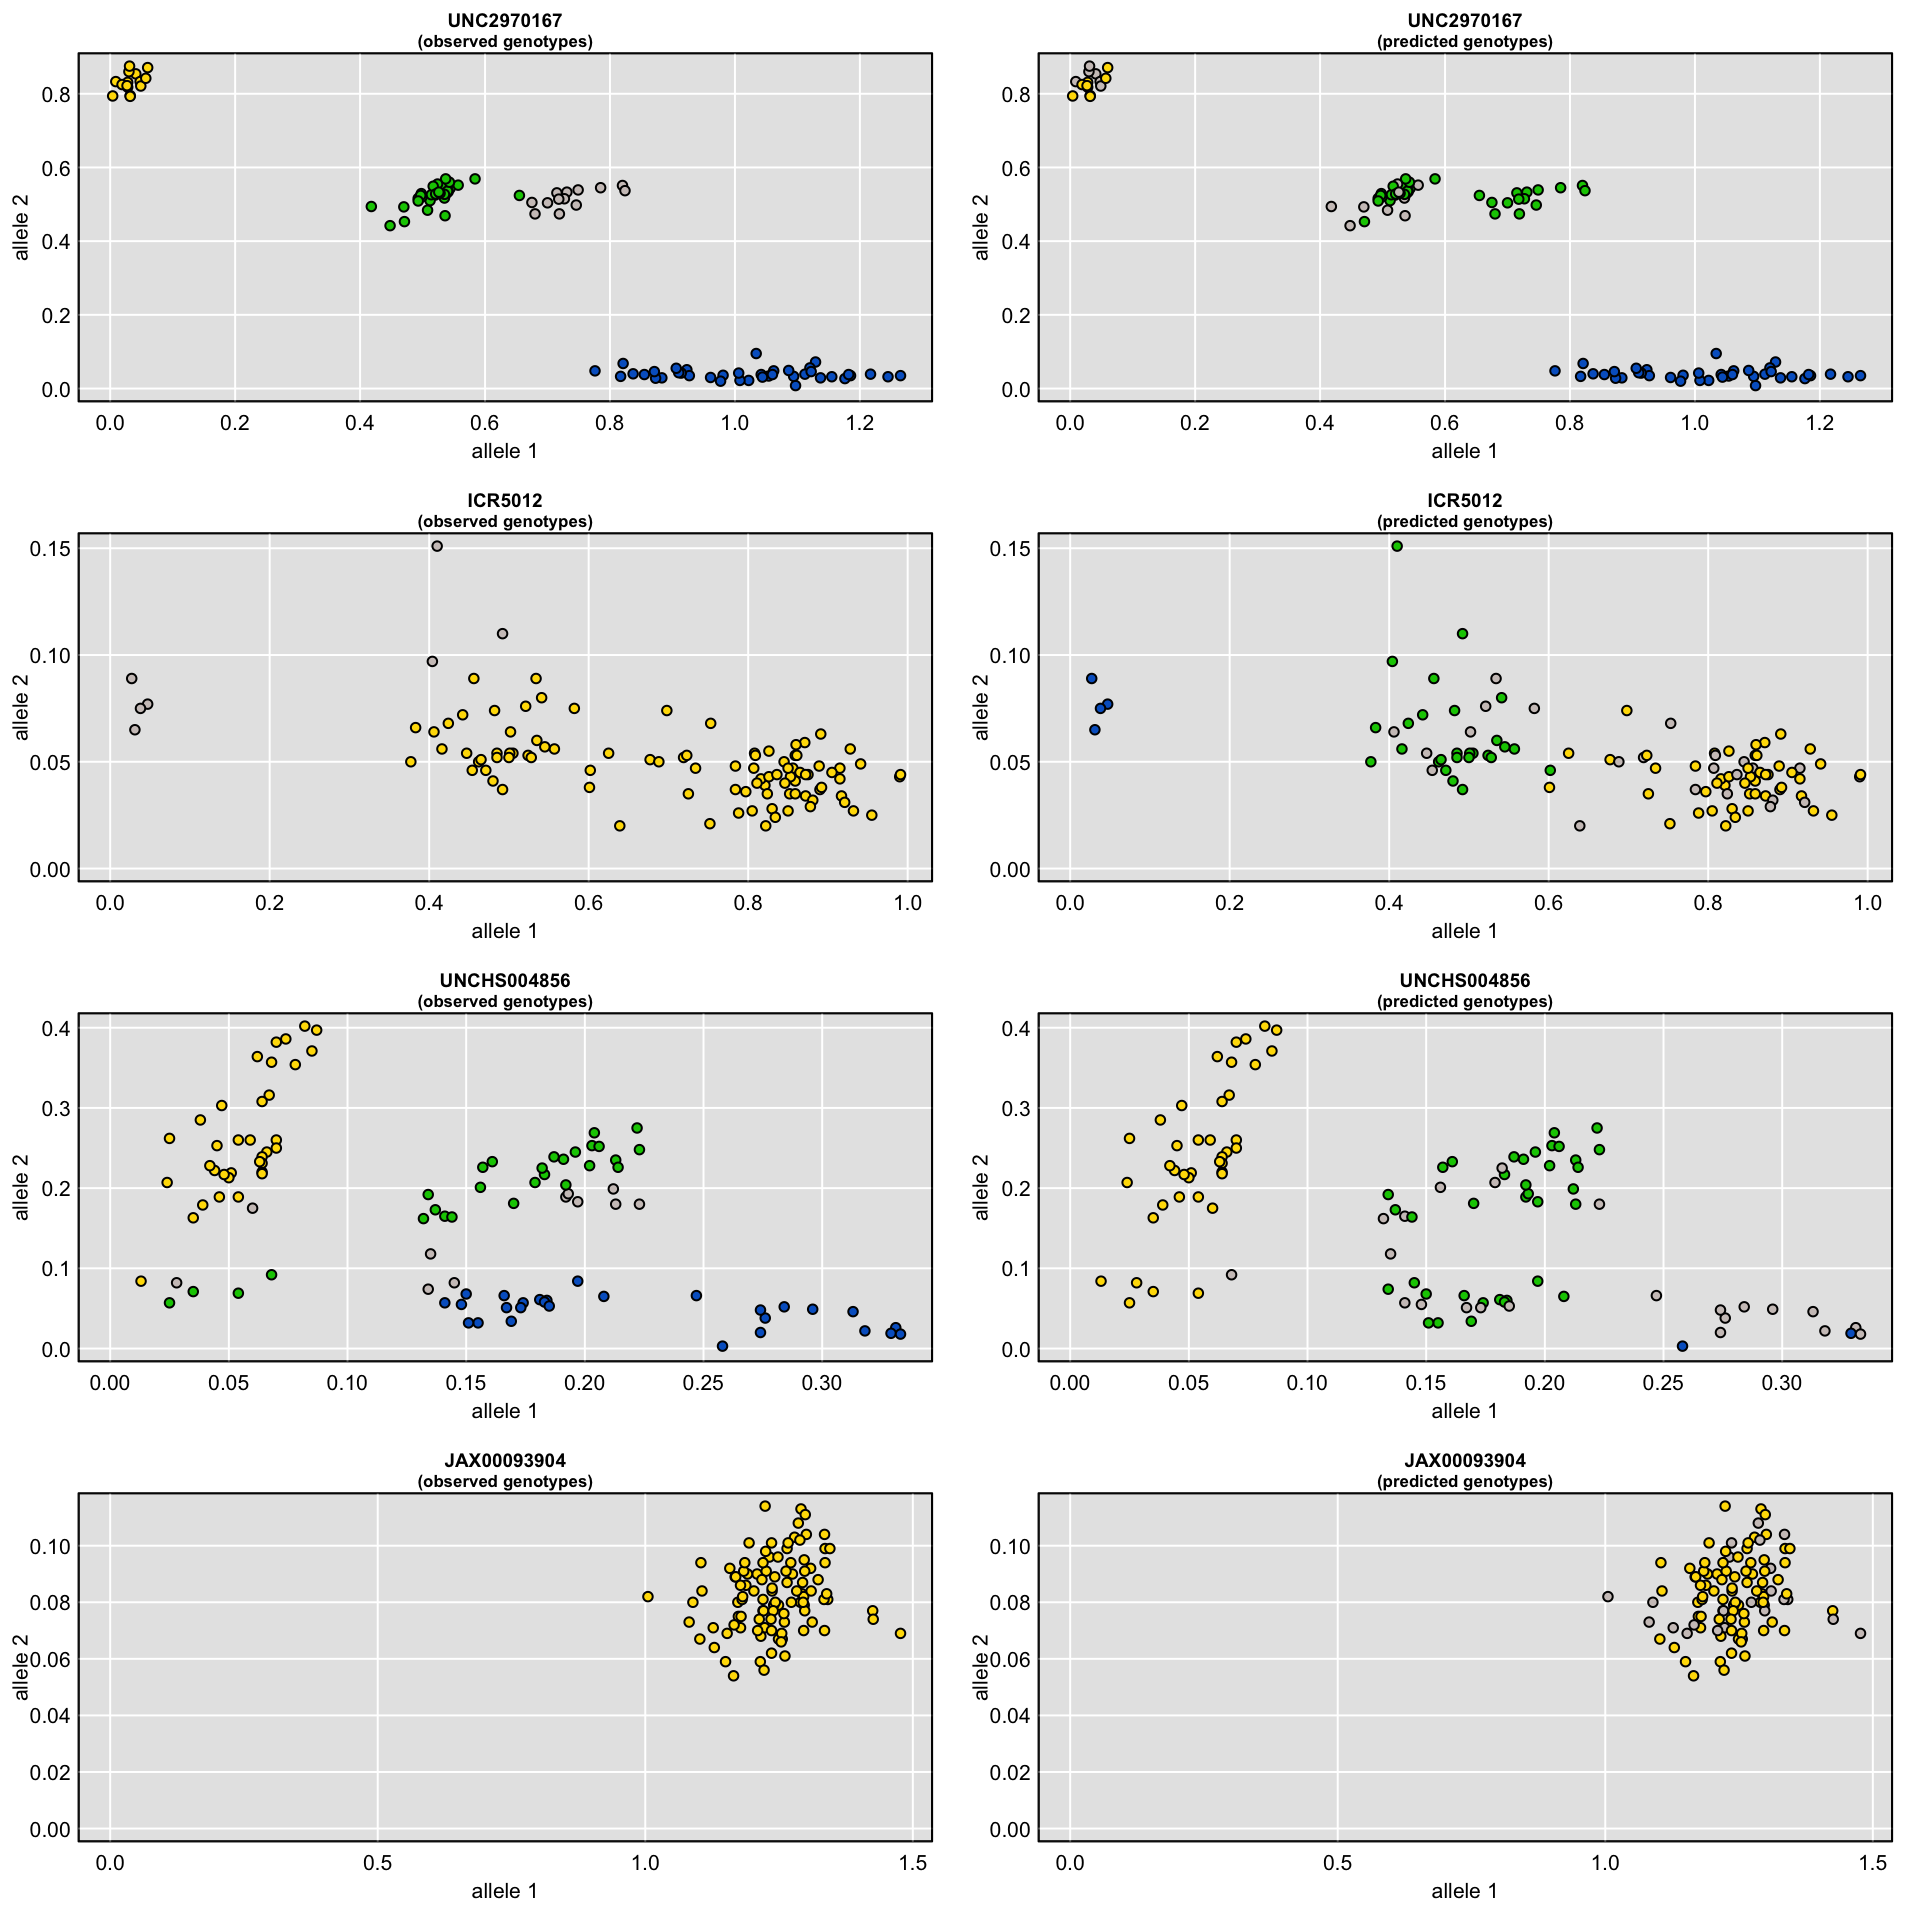 UNC2970167
(observed genotypes)
allele 2
0.8
0.6
0.4
0.2
0.0
0.0 0.2 0.4 0.6 0.8 1.0 1.2
allele 1
UNC2970167
(predicted genotypes)
allele 2
0.8
0.6
0.4
0.2
0.0
0.0 0.2 0.4 0.6 0.8 1.0 1.2
allele 1
ICR5012
(observed genotypes)
allele 2
0.15
0.10
0.05
0.00
0.0 0.2 0.4 0.6 0.8 1.0
allele 1
ICR5012
(predicted genotypes)
allele 2
0.15
0.10
0.05
0.00
0.0 0.2 0.4 0.6 0.8 1.0
allele 1
UNCHS004856
(observed genotypes)
allele 2
0.4
0.3
0.2
0.1
0.0
0.00 0.05 0.10 0.15 0.20 0.25 0.30
allele 1
UNCHS004856
(predicted genotypes)
allele 2
0.4
0.3
0.2
0.1
0.0
0.00 0.05 0.10 0.15 0.20 0.25 0.30
allele 1
JAX00093904
(observed genotypes)
allele 2
0.10
0.08
0.06
0.04
0.02
0.00
0.0 0.5 1.0 1.5
allele 1
JAX00093904
(predicted genotypes)
allele 2
0.10
0.08
0.06
0.04
0.02
0.00
0.0 0.5 1.0 1.5
allele 1